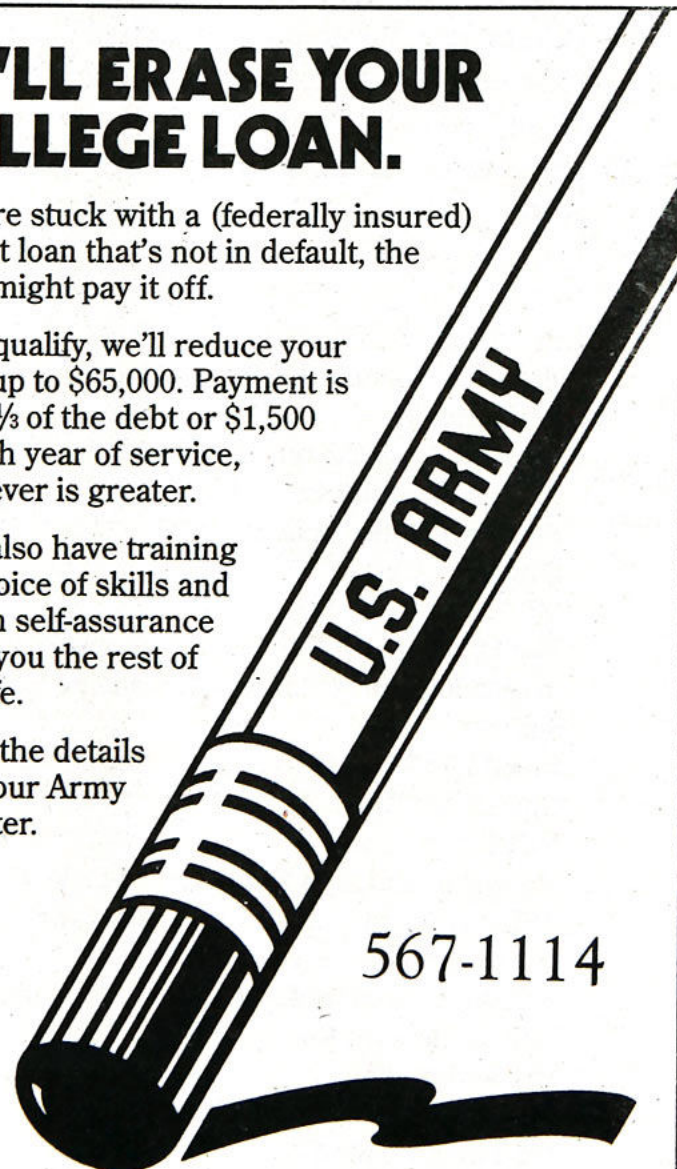 'LL ERASE YOUR
LLEGE LOAN.
re stuck with a (federally insured)
t loan that's not in default, the
might pay it off.
qualify, we'll reduce your
up to $65,000. Payment is
⅓ of the debt or $1,500
h year of service,
ever is greater.
also have training
oice of skills and
n self-assurance
you the rest of
fe.
the details
our Army
ter.
U.S. ARMY
567-1114